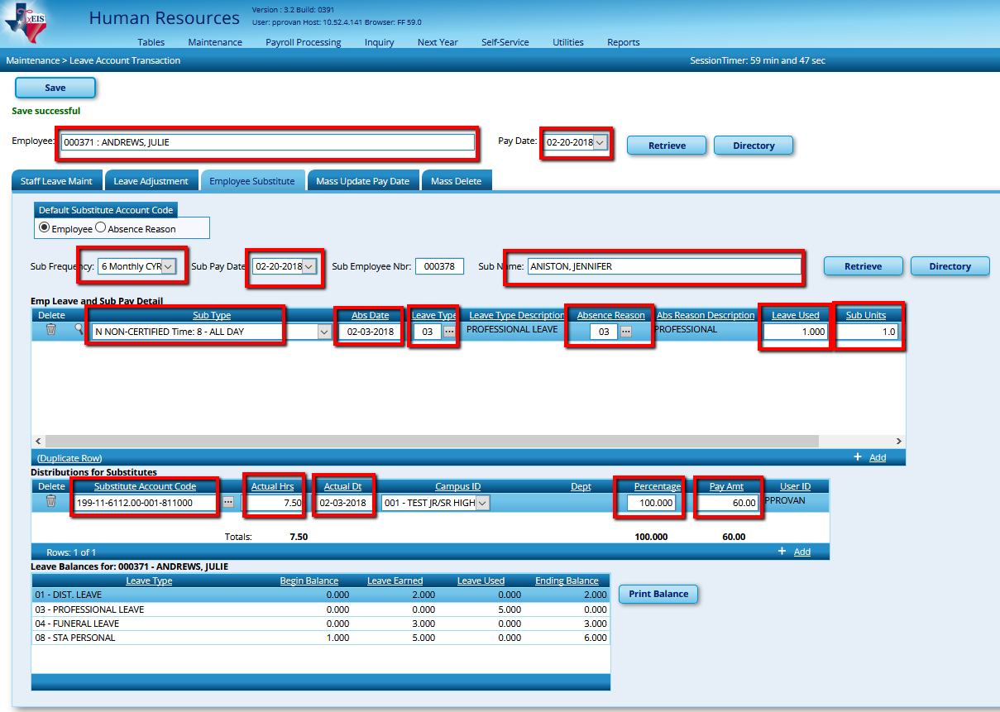 TxEIS
Human Resources
Version : 3.2 Build: 0391
User: pprovan Host: 10.52.4.141 Browser: FF 59.0
Tables Maintenance Payroll Processing Inquiry Next Year Self-Service Utilities Reports
Maintenance > Leave Account Transaction SessionTimer: 59 min and 47 sec
Save
Save successful
Employee: 000371 : ANDREWS, JULIE Pay Date: 02-20-2018 Retrieve Directory
Staff Leave Maint Leave Adjustment Employee Substitute Mass Update Pay Date Mass Delete
Default Substitute Account Code
Employee Absence Reason
Sub Frequency: 6 Monthly CYR Sub Pay Date 02-20-2018 Sub Employee Nbr: 000378 Sub Name: ANISTON, JENNIFER Retrieve Directory
Emp Leave and Sub Pay Detail
Delete Sub Type Abs Date Leave Type Leave Type Description Absence Reason Abs Reason Description Leave Used Sub Units
N NON-CERTIFIED Time: 8 - ALL DAY 02-03-2018 03 ... PROFESSIONAL LEAVE 03 ... PROFESSIONAL 1.000 1.0
(Duplicate Row) + Add
Distributions for Substitutes
Delete Substitute Account Code Actual Hrs Actual Dt Campus ID Dept Percentage Pay Amt User ID
199-11-6112.00-001-811000 ... 7.50 02-03-2018 001 - TEST JR/SR HIGH 100.000 60.00 PPROVAN
Totals: 7.50 100.000 60.00
Rows: 1 of 1 + Add
Leave Balances for: 000371 - ANDREWS, JULIE
Leave Type Begin Balance Leave Earned Leave Used Ending Balance
01 - DIST. LEAVE 0.000 2.000 0.000 2.000
Print Balance
03 - PROFESSIONAL LEAVE 0.000 0.000 5.000 0.000
04 - FUNERAL LEAVE 0.000 3.000 0.000 3.000
08 - STA PERSONAL 1.000 5.000 0.000 6.000